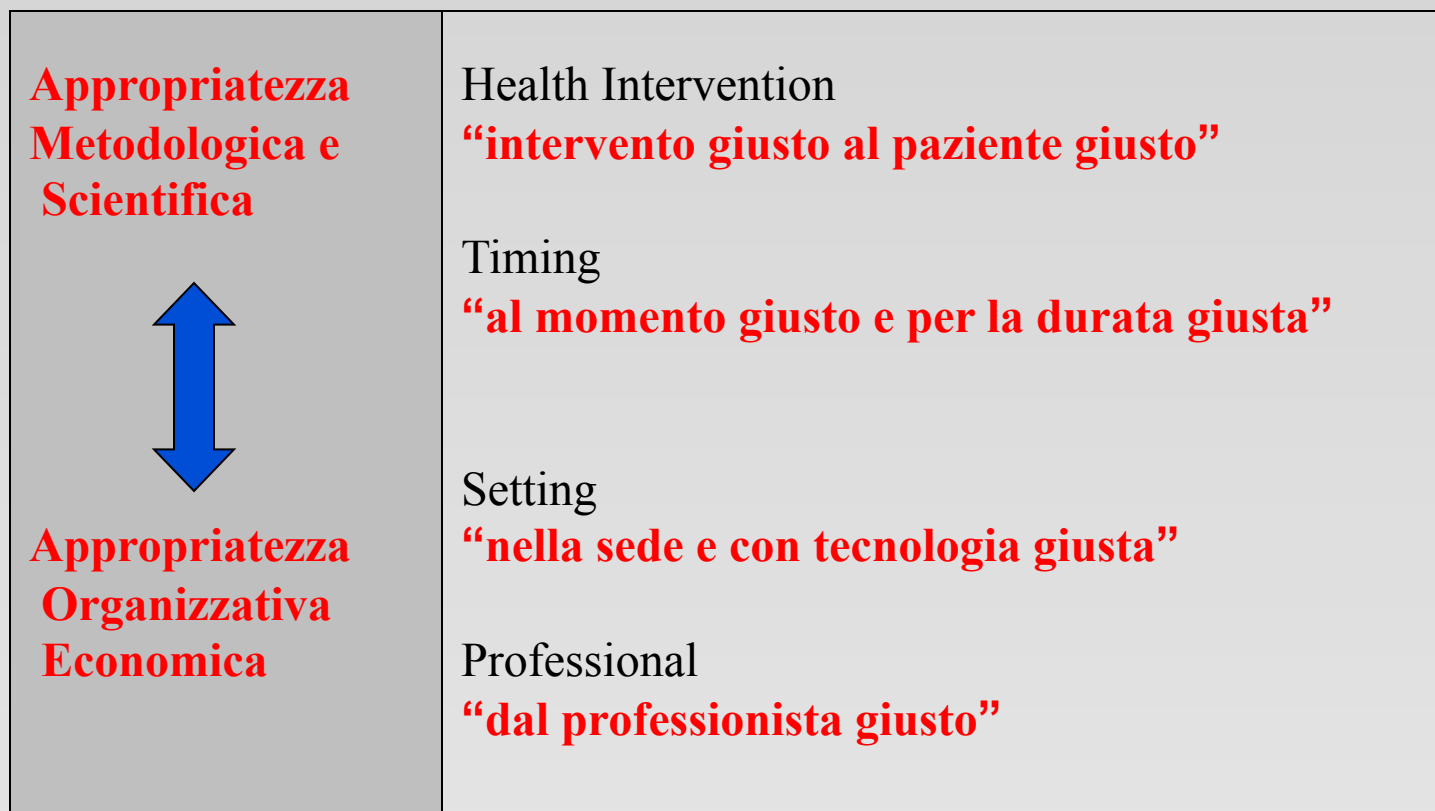 Appropriatezza
Metodologica e
Scientifica
Appropriatezza
Organizzativa
Economica
Health Intervention
“intervento giusto al paziente giusto”
Timing
“al momento giusto e per la durata giusta”
Setting
“nella sede e con tecnologia giusta”
Professional
“dal professionista giusto”